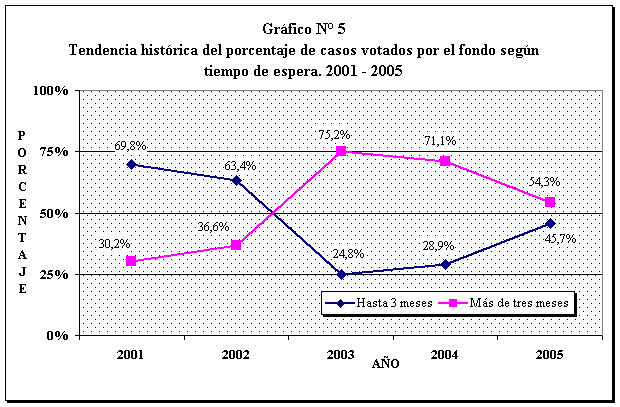 Gráfico Nº 5
Tendencia histórica del porcentaje de casos votados por el fondo según
tiempo de espera. 2001 - 2005
100%
75%
50%
25%
0%
PORCENTAJE
69,8%
63,4%
75,2%
71,1%
54,3%
30,2%
36,6%
24,8%
28,9%
45,7%
Hasta 3 meses
Más de tres meses
2001 2002 2003 2004 2005
AÑO